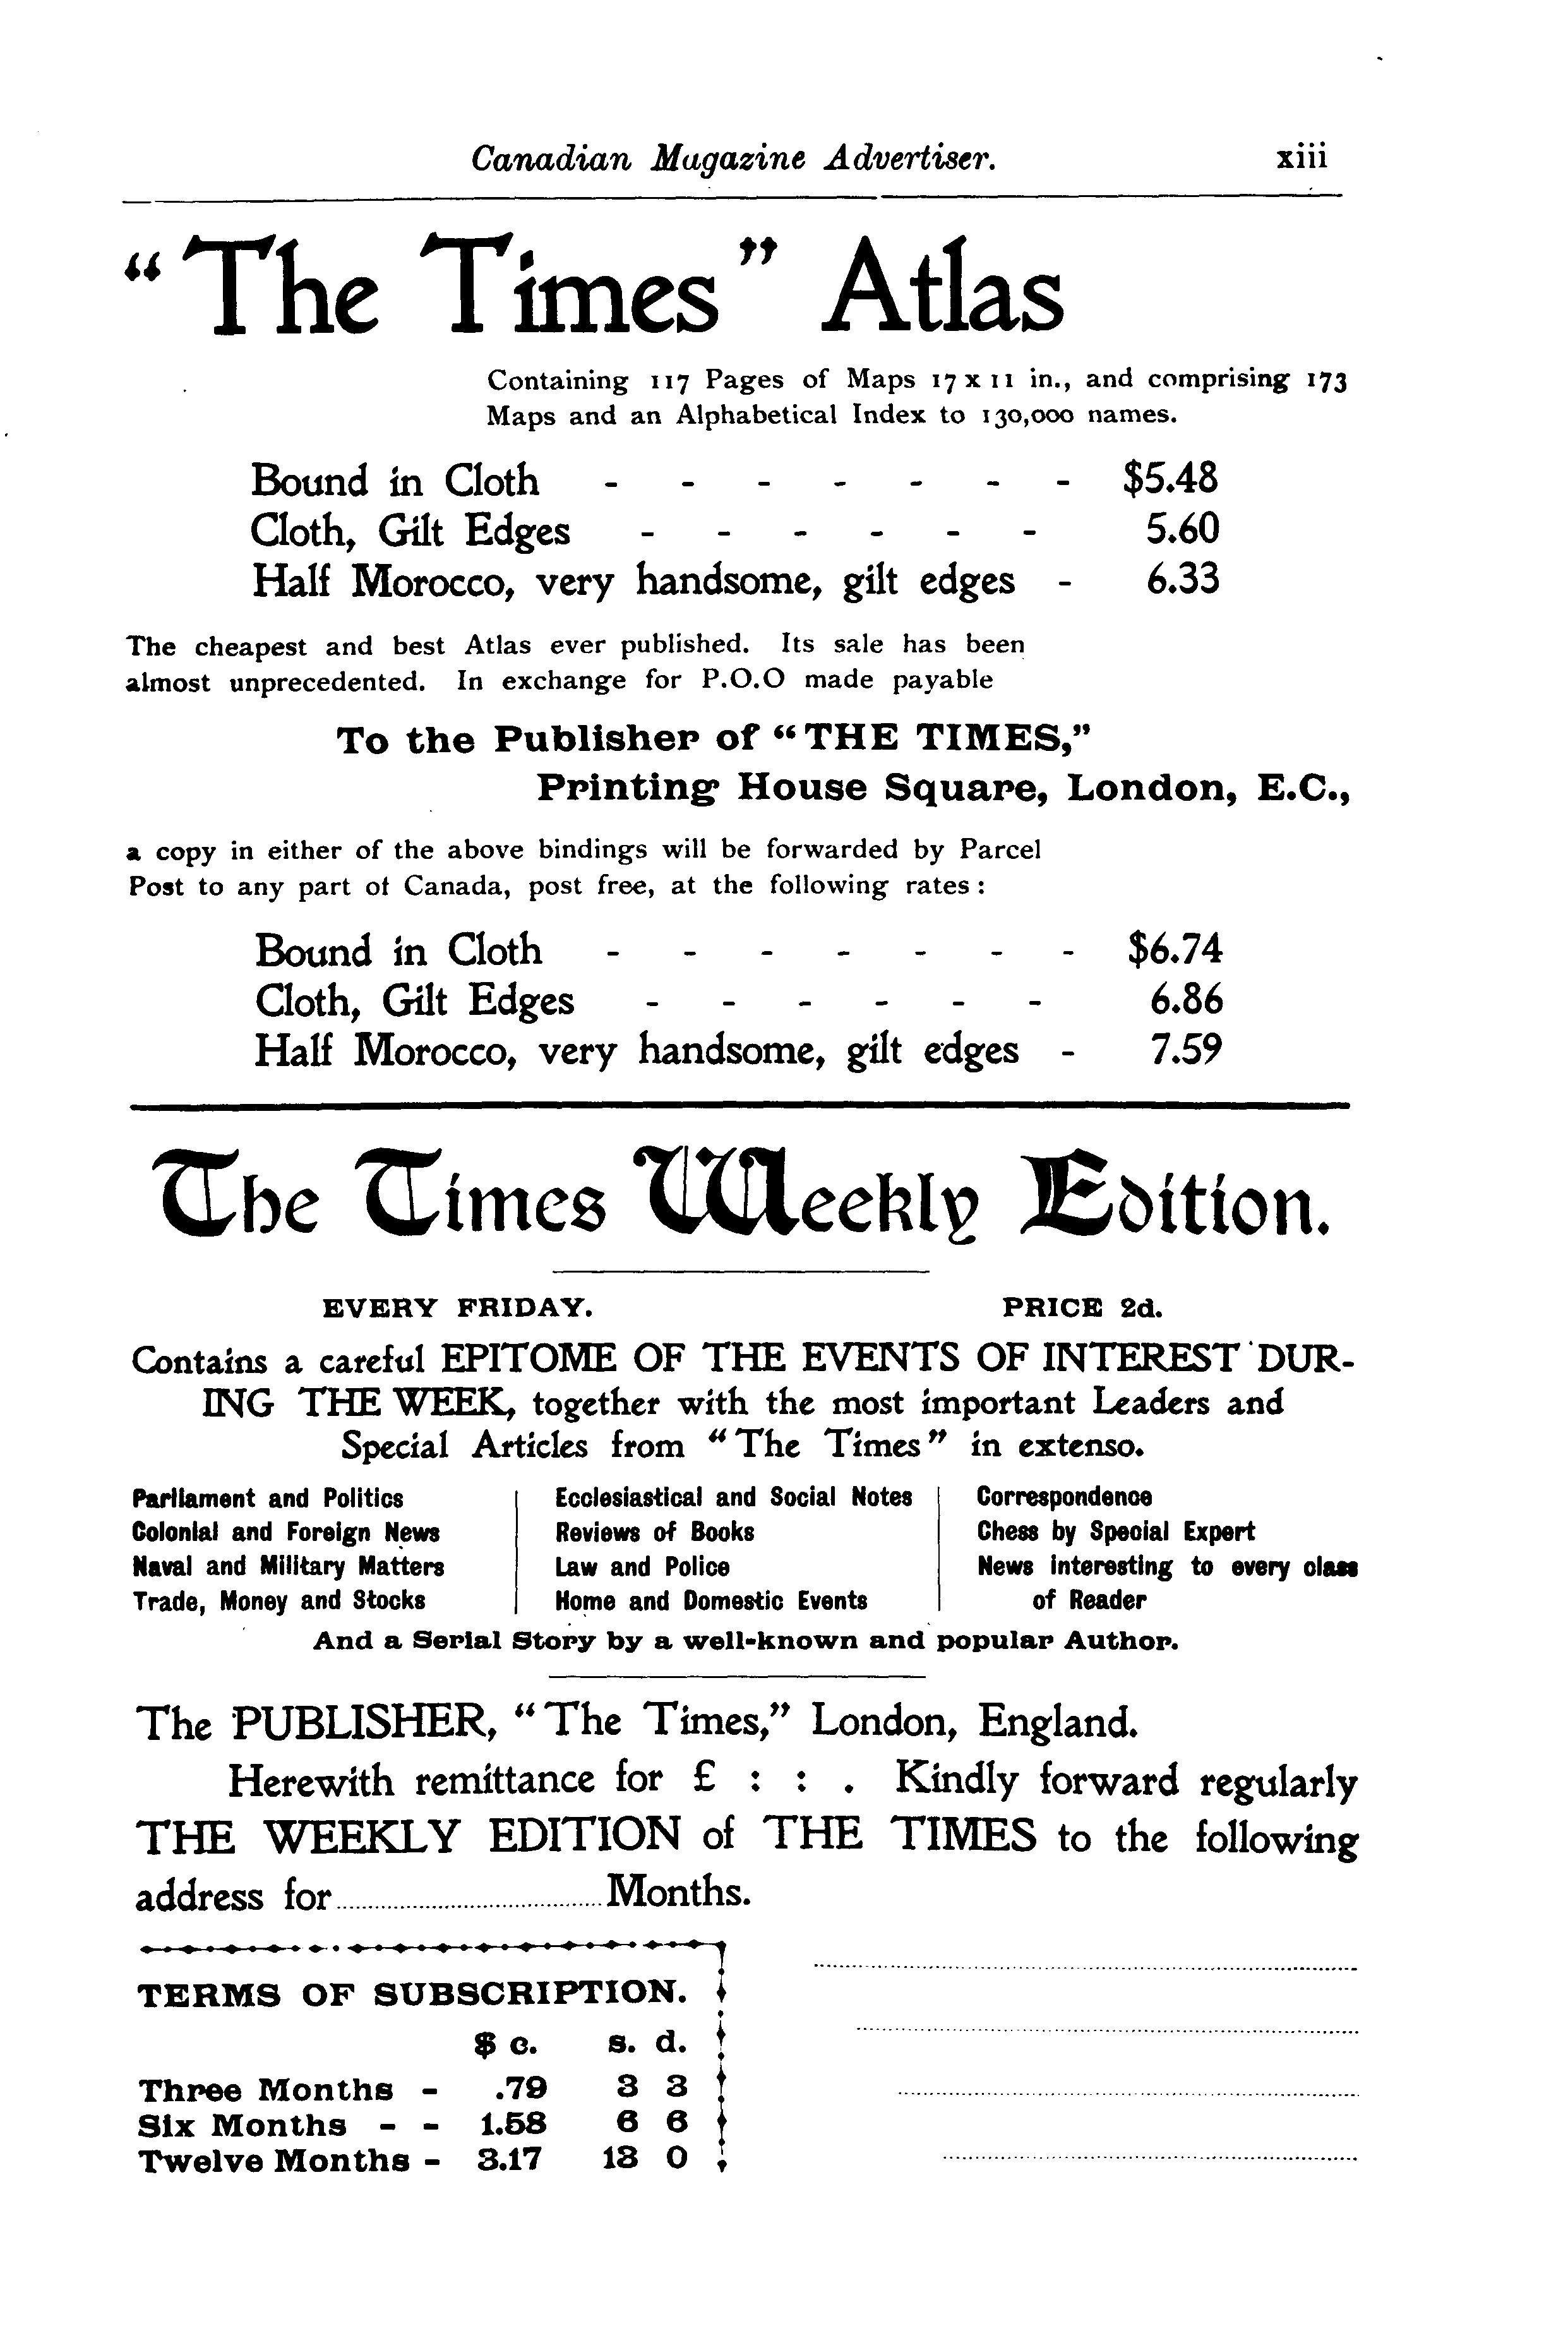 Canadian Magazine Advertiser. xiii
“The Times” Atlas
Containing 117 Pages of Maps 17 x 11 in., and comprising 173
Maps and an Alphabetical Index to 130,000 names.
Bound in Cloth - - - - - - - $5.48
Cloth, Gilt Edges - - - - - - 5.60
Half Morocco, very handsome, gilt edges - 6.33
The cheapest and best Atlas ever published. Its sale has been
almost unprecedented. In exchange for P.O.O made payable
To the Publisher of “THE TIMES,”
Printing House Square, London, E.C.,
a copy in either of the above bindings will be forwarded by Parcel
Post to any part of Canada, post free, at the following rates :
Bound in Cloth - - - - - - - $6.74
Cloth, Gilt Edges - - - - - - 6.86
Half Morocco, very handsome, gilt edges - 7.59
The Times Weekly Edition.
EVERY FRIDAY. PRICE 2d.
Contains a careful EPITOME OF THE EVENTS OF INTEREST DUR-
ING THE WEEK, together with the most important Leaders and
Special Articles from “The Times” in extenso.
Parliament and Politics
Colonial and Foreign News
Naval and Military Matters
Trade, Money and Stocks
Ecclesiastical and Social Notes
Reviews of Books
Law and Police
Home and Domestic Events
Correspondence
Chess by Special Expert
News interesting to every class
of Reader
And a Serial Story by a well-known and popular Author.
The PUBLISHER, “The Times,” London, England.
Herewith remittance for £ : : . Kindly forward regularly
THE WEEKLY EDITION of THE TIMES to the following
address for Months.
TERMS OF SUBSCRIPTION.
$ c. s. d.
Three Months - .79 3 3
Six Months - - 1.58 6 6
Twelve Months - 3.17 13 0